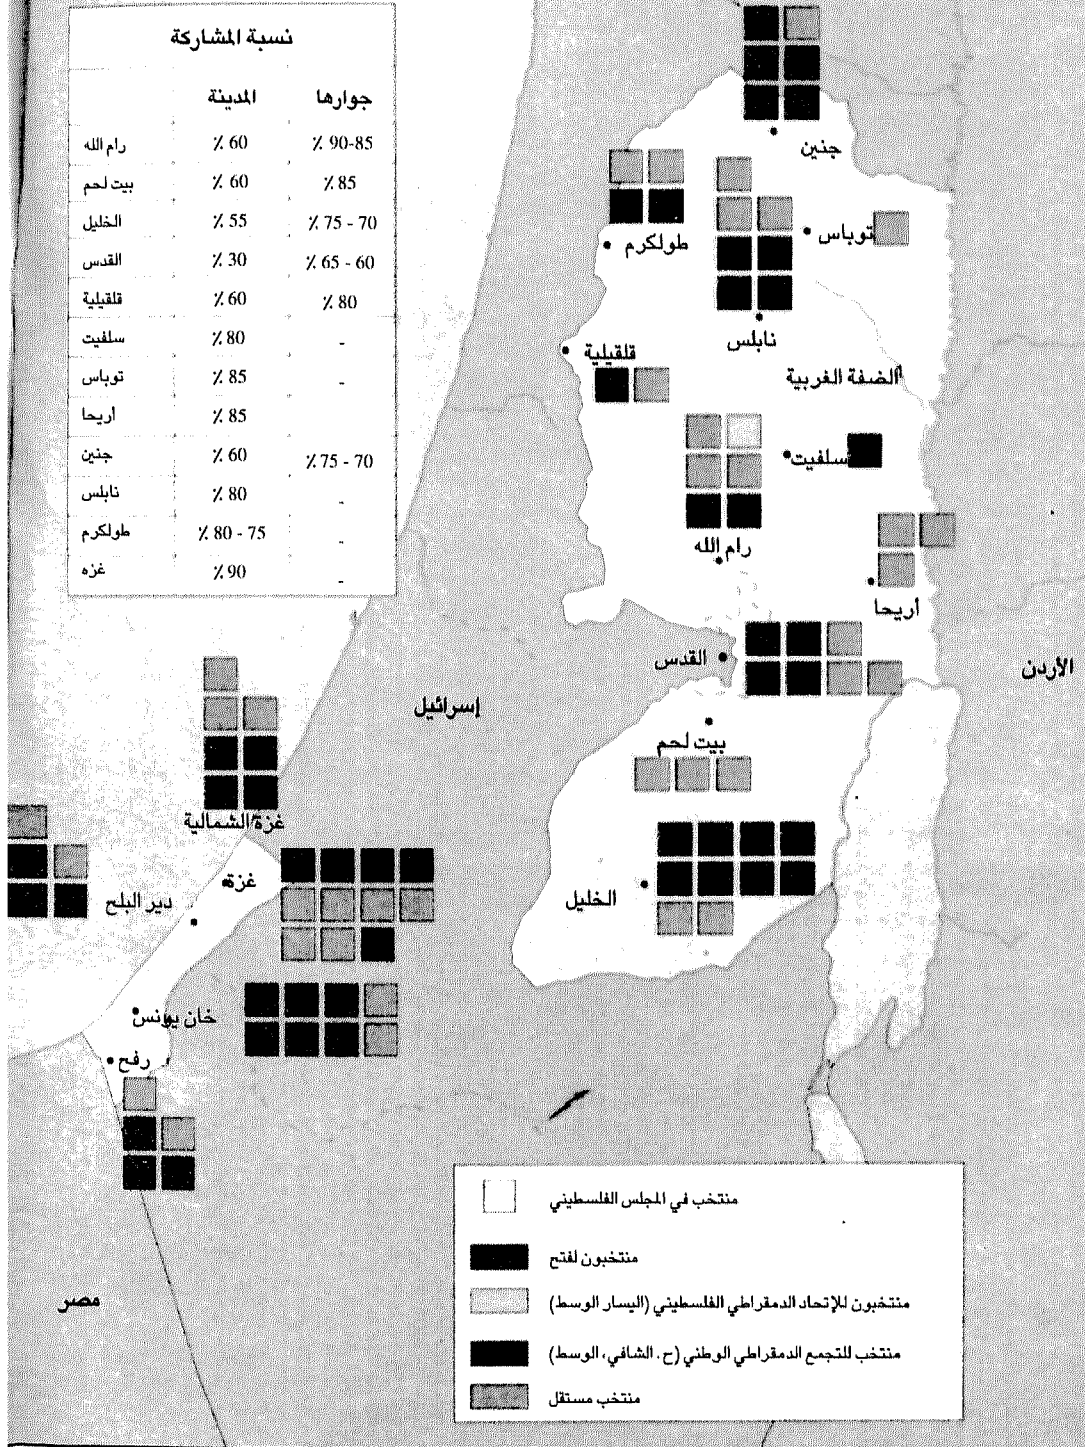 نسبة المشاركة
المدينة جوارها
رام الله 60 ٪ 85-90 ٪
بيت لحم 60 ٪ 85 ٪
الخليل 55 ٪ 70 - 75 ٪
القدس 30 ٪ 60 - 65 ٪
قلقيلية 60 ٪ 80 ٪
سلفيت 80 ٪ -
توباس 85 ٪ -
أريحا 85 ٪
جنين 60 ٪ 70 - 75 ٪
نابلس 80 ٪ -
طولكرم 75 - 80 ٪ -
غزه 90 ٪ -
جنين
طولكرم
توباس
نابلس
قلقيلية
الضفة الغربية
سلفيت
رام الله
أريحا
القدس
الأردن
إسرائيل
بيت لحم
غزة الشمالية
غزة
دير البلح
الخليل
خان يونس
رفح
مصر
منتخب في المجلس الفلسطيني
منتخبون لفتح
منتخبون للإتحاد الدمقراطي الفلسطيني (اليسار الوسط)
منتخب للتجمع الدمقراطي الوطني (ح. الشافي، الوسط)
منتخب مستقل